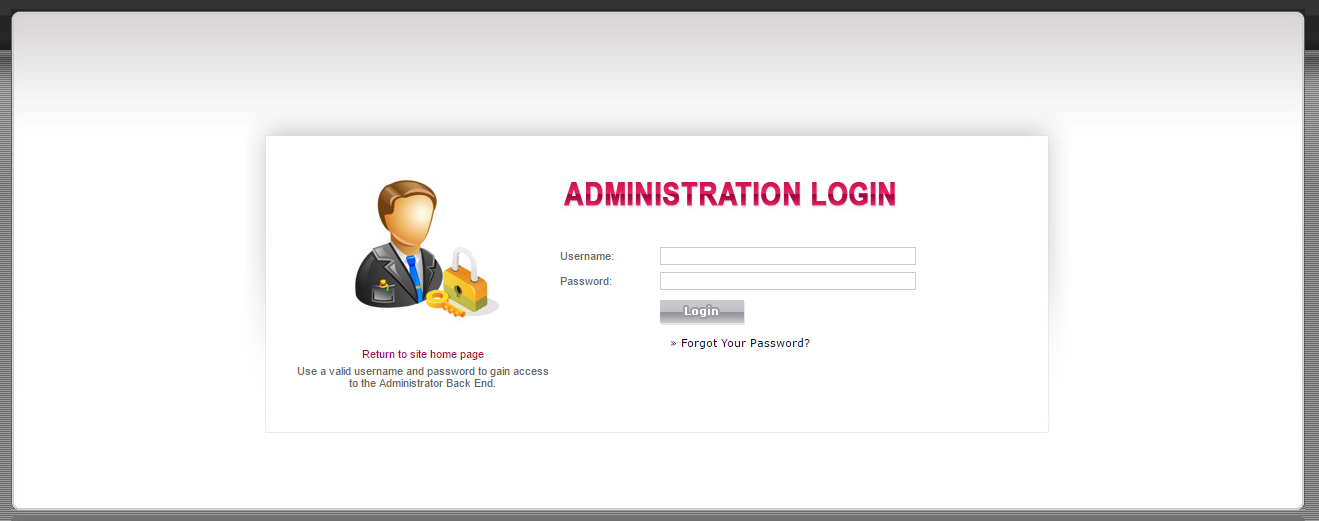 ADMINISTRATION LOGIN
Username:
Password:
Login
» Forgot Your Password?
Return to site home page
Use a valid username and password to gain access
to the Administrator Back End.